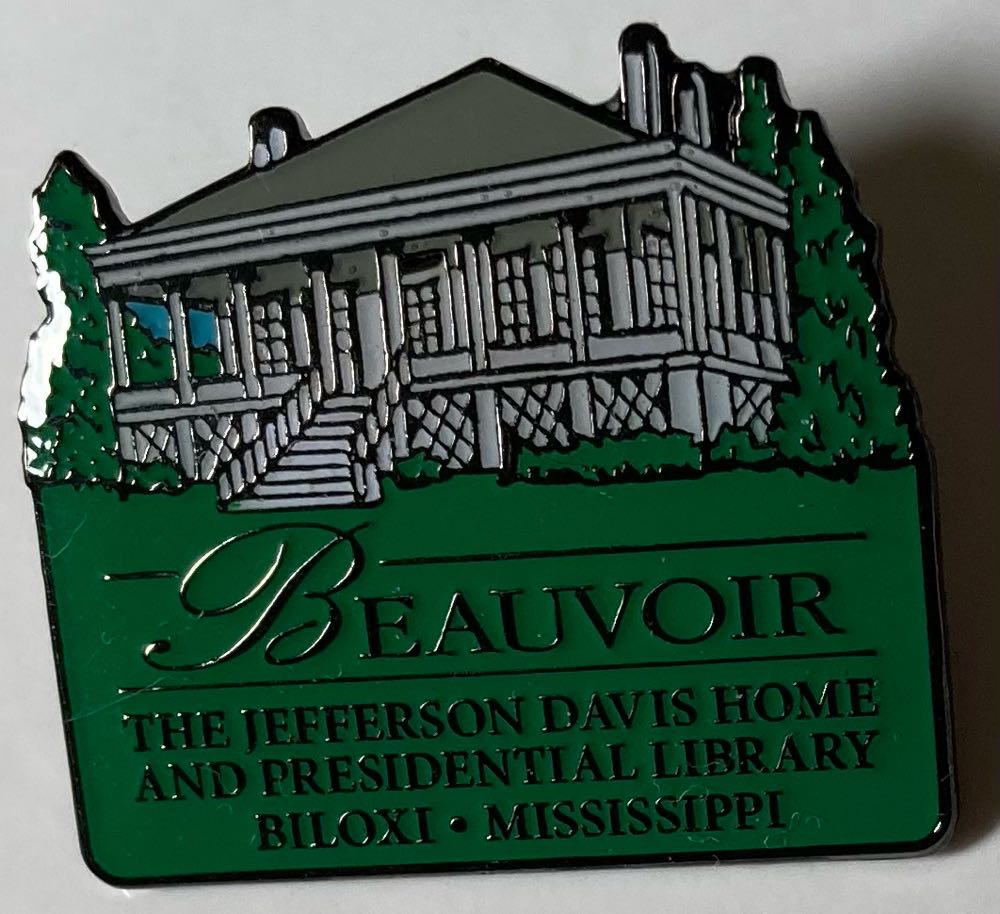 BEAUVOIR
THE JEFFERSON DAVIS HOME
AND PRESIDENTIAL LIBRARY
BILOXI • MISSISSIPPI